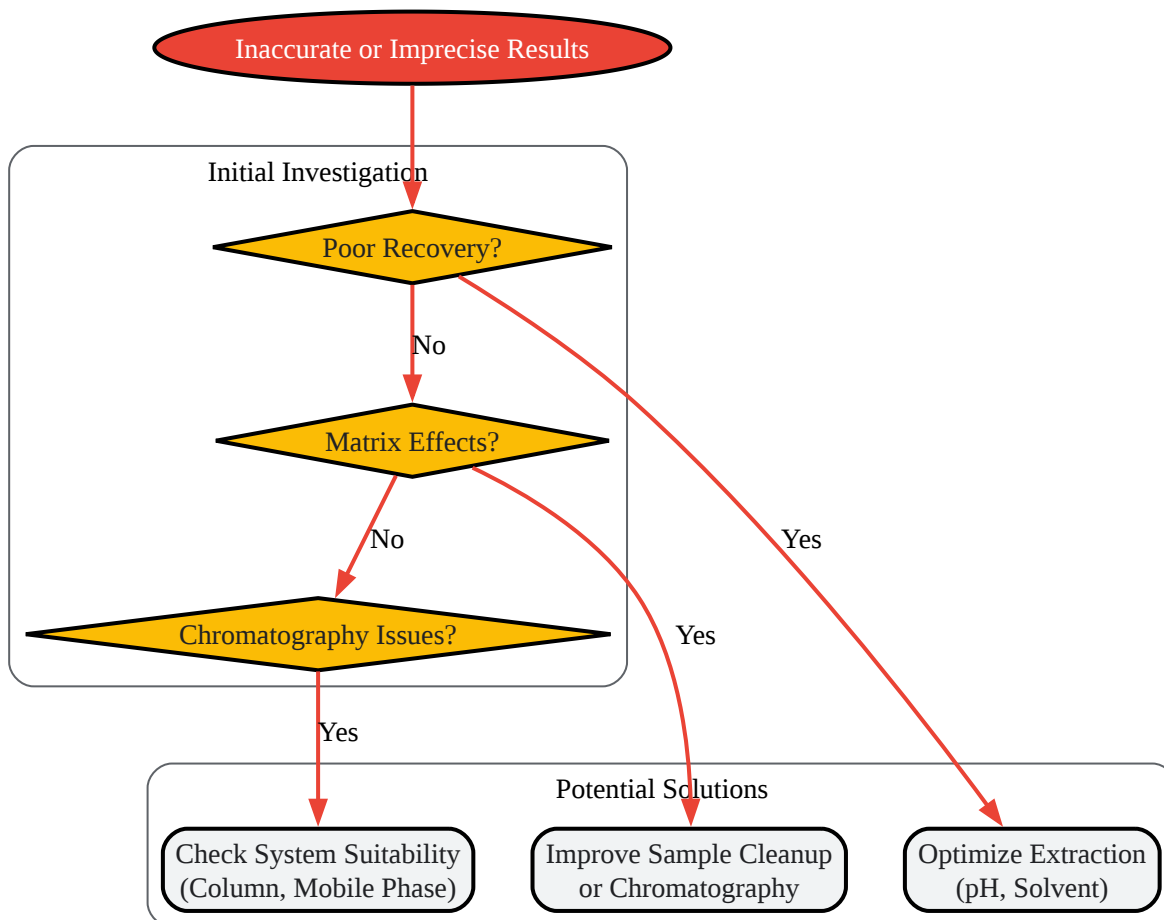 Inaccurate or Imprecise Results
Initial Investigation
Poor Recovery?
No
Matrix Effects?
No
Yes
Chromatography Issues?
Yes
Yes
Potential Solutions
Check System Suitability
(Column, Mobile Phase)
Improve Sample Cleanup
or Chromatography
Optimize Extraction
(pH, Solvent)